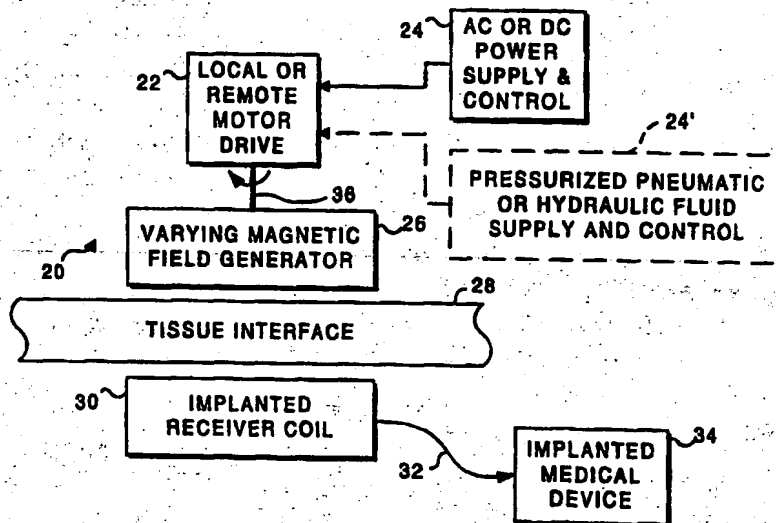 24
AC OR DC
POWER
SUPPLY &
CONTROL
22
LOCAL OR
REMOTE
MOTOR
DRIVE
24'
PRESSURIZED PNEUMATIC
OR HYDRAULIC FLUID
SUPPLY AND CONTROL
36
26
VARYING MAGNETIC
FIELD GENERATOR
20
28
TISSUE INTERFACE
30
IMPLANTED
RECEIVER COIL
32
34
IMPLANTED
MEDICAL
DEVICE